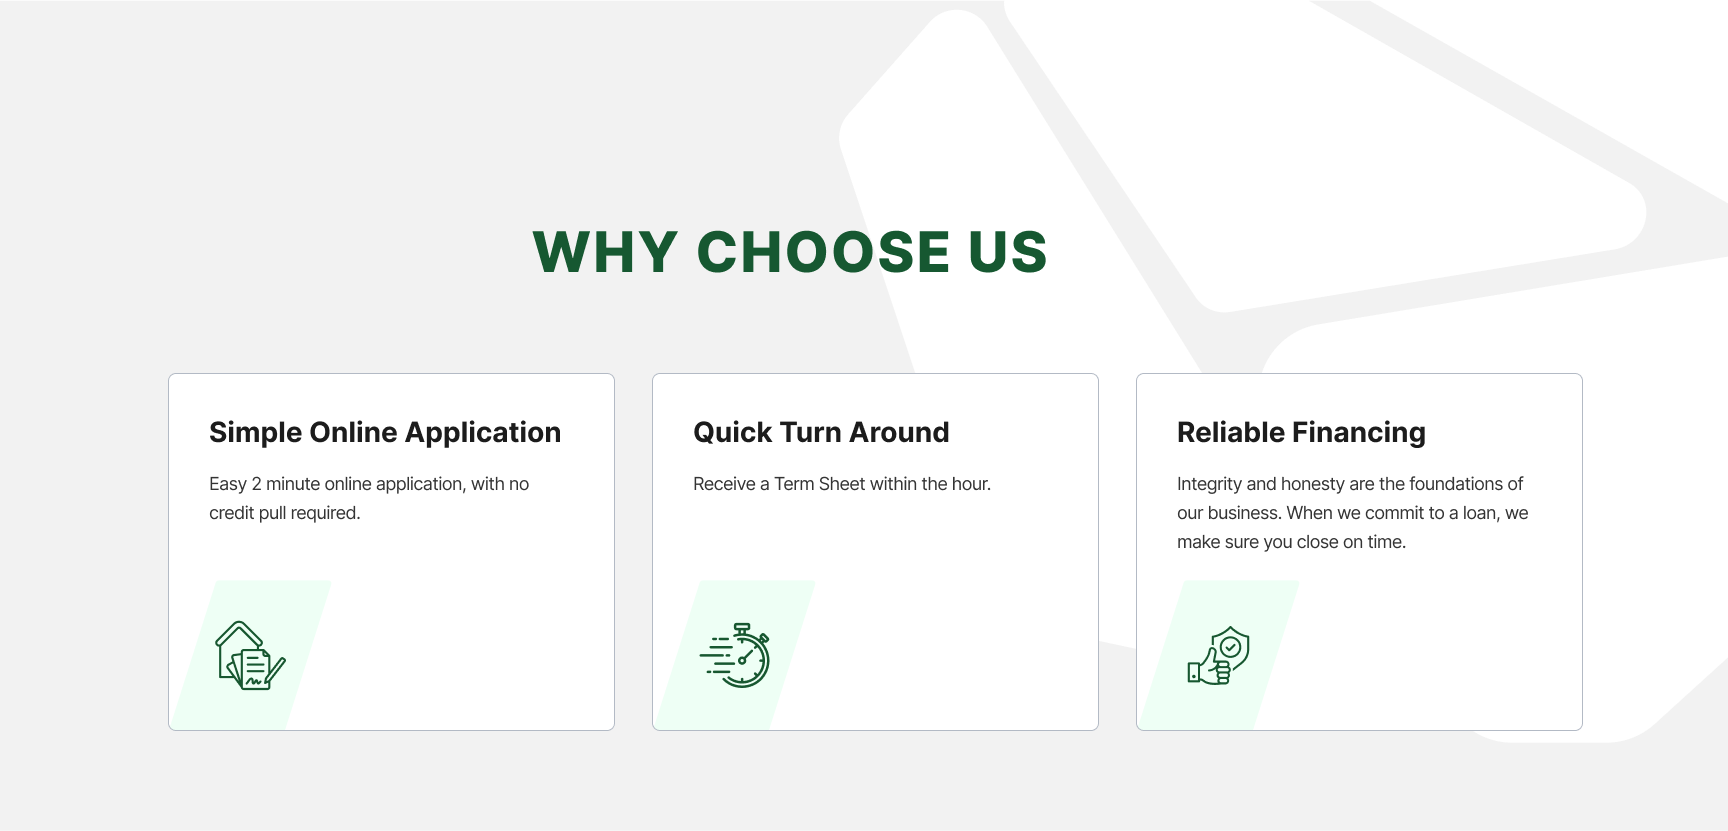 WHY CHOOSE US
Simple Online Application
Easy 2 minute online application, with no
credit pull required.
Quick Turn Around
Receive a Term Sheet within the hour.
Reliable Financing
Integrity and honesty are the foundations of
our business. When we commit to a loan, we
make sure you close on time.